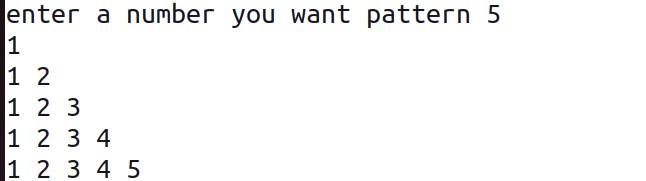 enter a number you want pattern 5
1
1 2
1 2 3
1 2 3 4
1 2 3 4 5